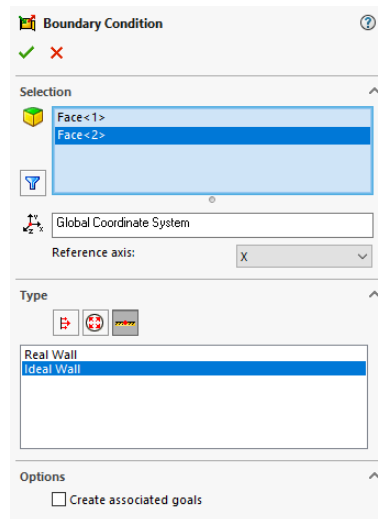 Boundary Condition
Selection
Face<1>
Face<2>
Global Coordinate System
Reference axis:
X
Type
Real Wall
Ideal Wall
Options
Create associated goals